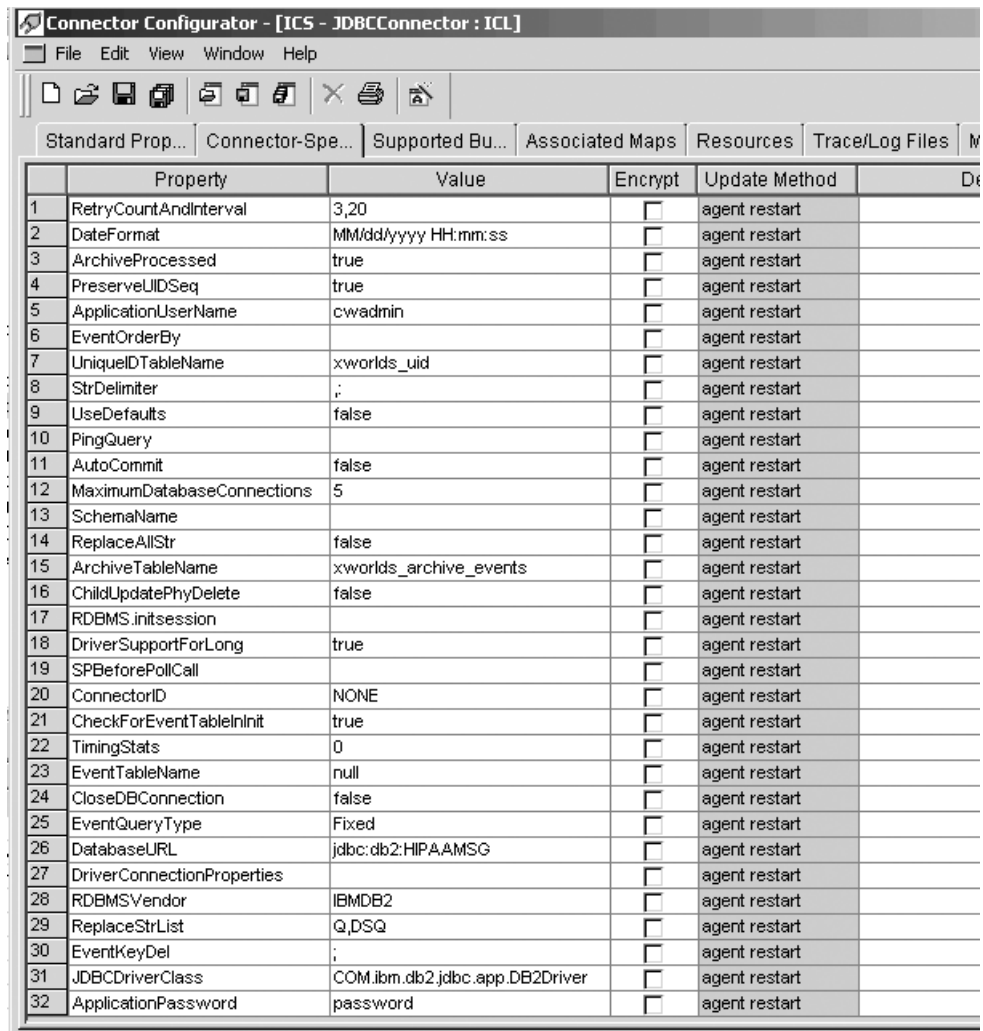 Connector Configurator - [ICS - JDBCConnector : ICL]
File Edit View Window Help
Standard Prop... Connector-Spe... Supported Bu... Associated Maps Resources Trace/Log Files M
Property Value Encrypt Update Method De
1 RetryCountAndInterval 3,20 agent restart
2 DateFormat MM/dd/yyyy HH:mm:ss agent restart
3 ArchiveProcessed true agent restart
4 PreserveUIDSeq true agent restart
5 ApplicationUserName cwadmin agent restart
6 EventOrderBy agent restart
7 UniqueIDTableName xworlds_uid agent restart
8 StrDelimiter ,: agent restart
9 UseDefaults false agent restart
10 PingQuery agent restart
11 AutoCommit false agent restart
12 MaximumDatabaseConnections 5 agent restart
13 SchemaName agent restart
14 ReplaceAllStr false agent restart
15 ArchiveTableName xworlds_archive_events agent restart
16 ChildUpdatePhyDelete false agent restart
17 RDBMS.initsession agent restart
18 DriverSupportForLong true agent restart
19 SPBeforePollCall agent restart
20 ConnectorID NONE agent restart
21 CheckForEventTableInInit true agent restart
22 TimingStats 0 agent restart
23 EventTableName null agent restart
24 CloseDBConnection false agent restart
25 EventQueryType Fixed agent restart
26 DatabaseURL jdbc:db2:HIPAAMSG agent restart
27 DriverConnectionProperties agent restart
28 RDBMSVendor IBMDB2 agent restart
29 ReplaceStrList Q,DSQ agent restart
30 EventKeyDel ; agent restart
31 JDBCDriverClass COM.ibm.db2.jdbc.app.DB2Driver agent restart
32 ApplicationPassword password agent restart